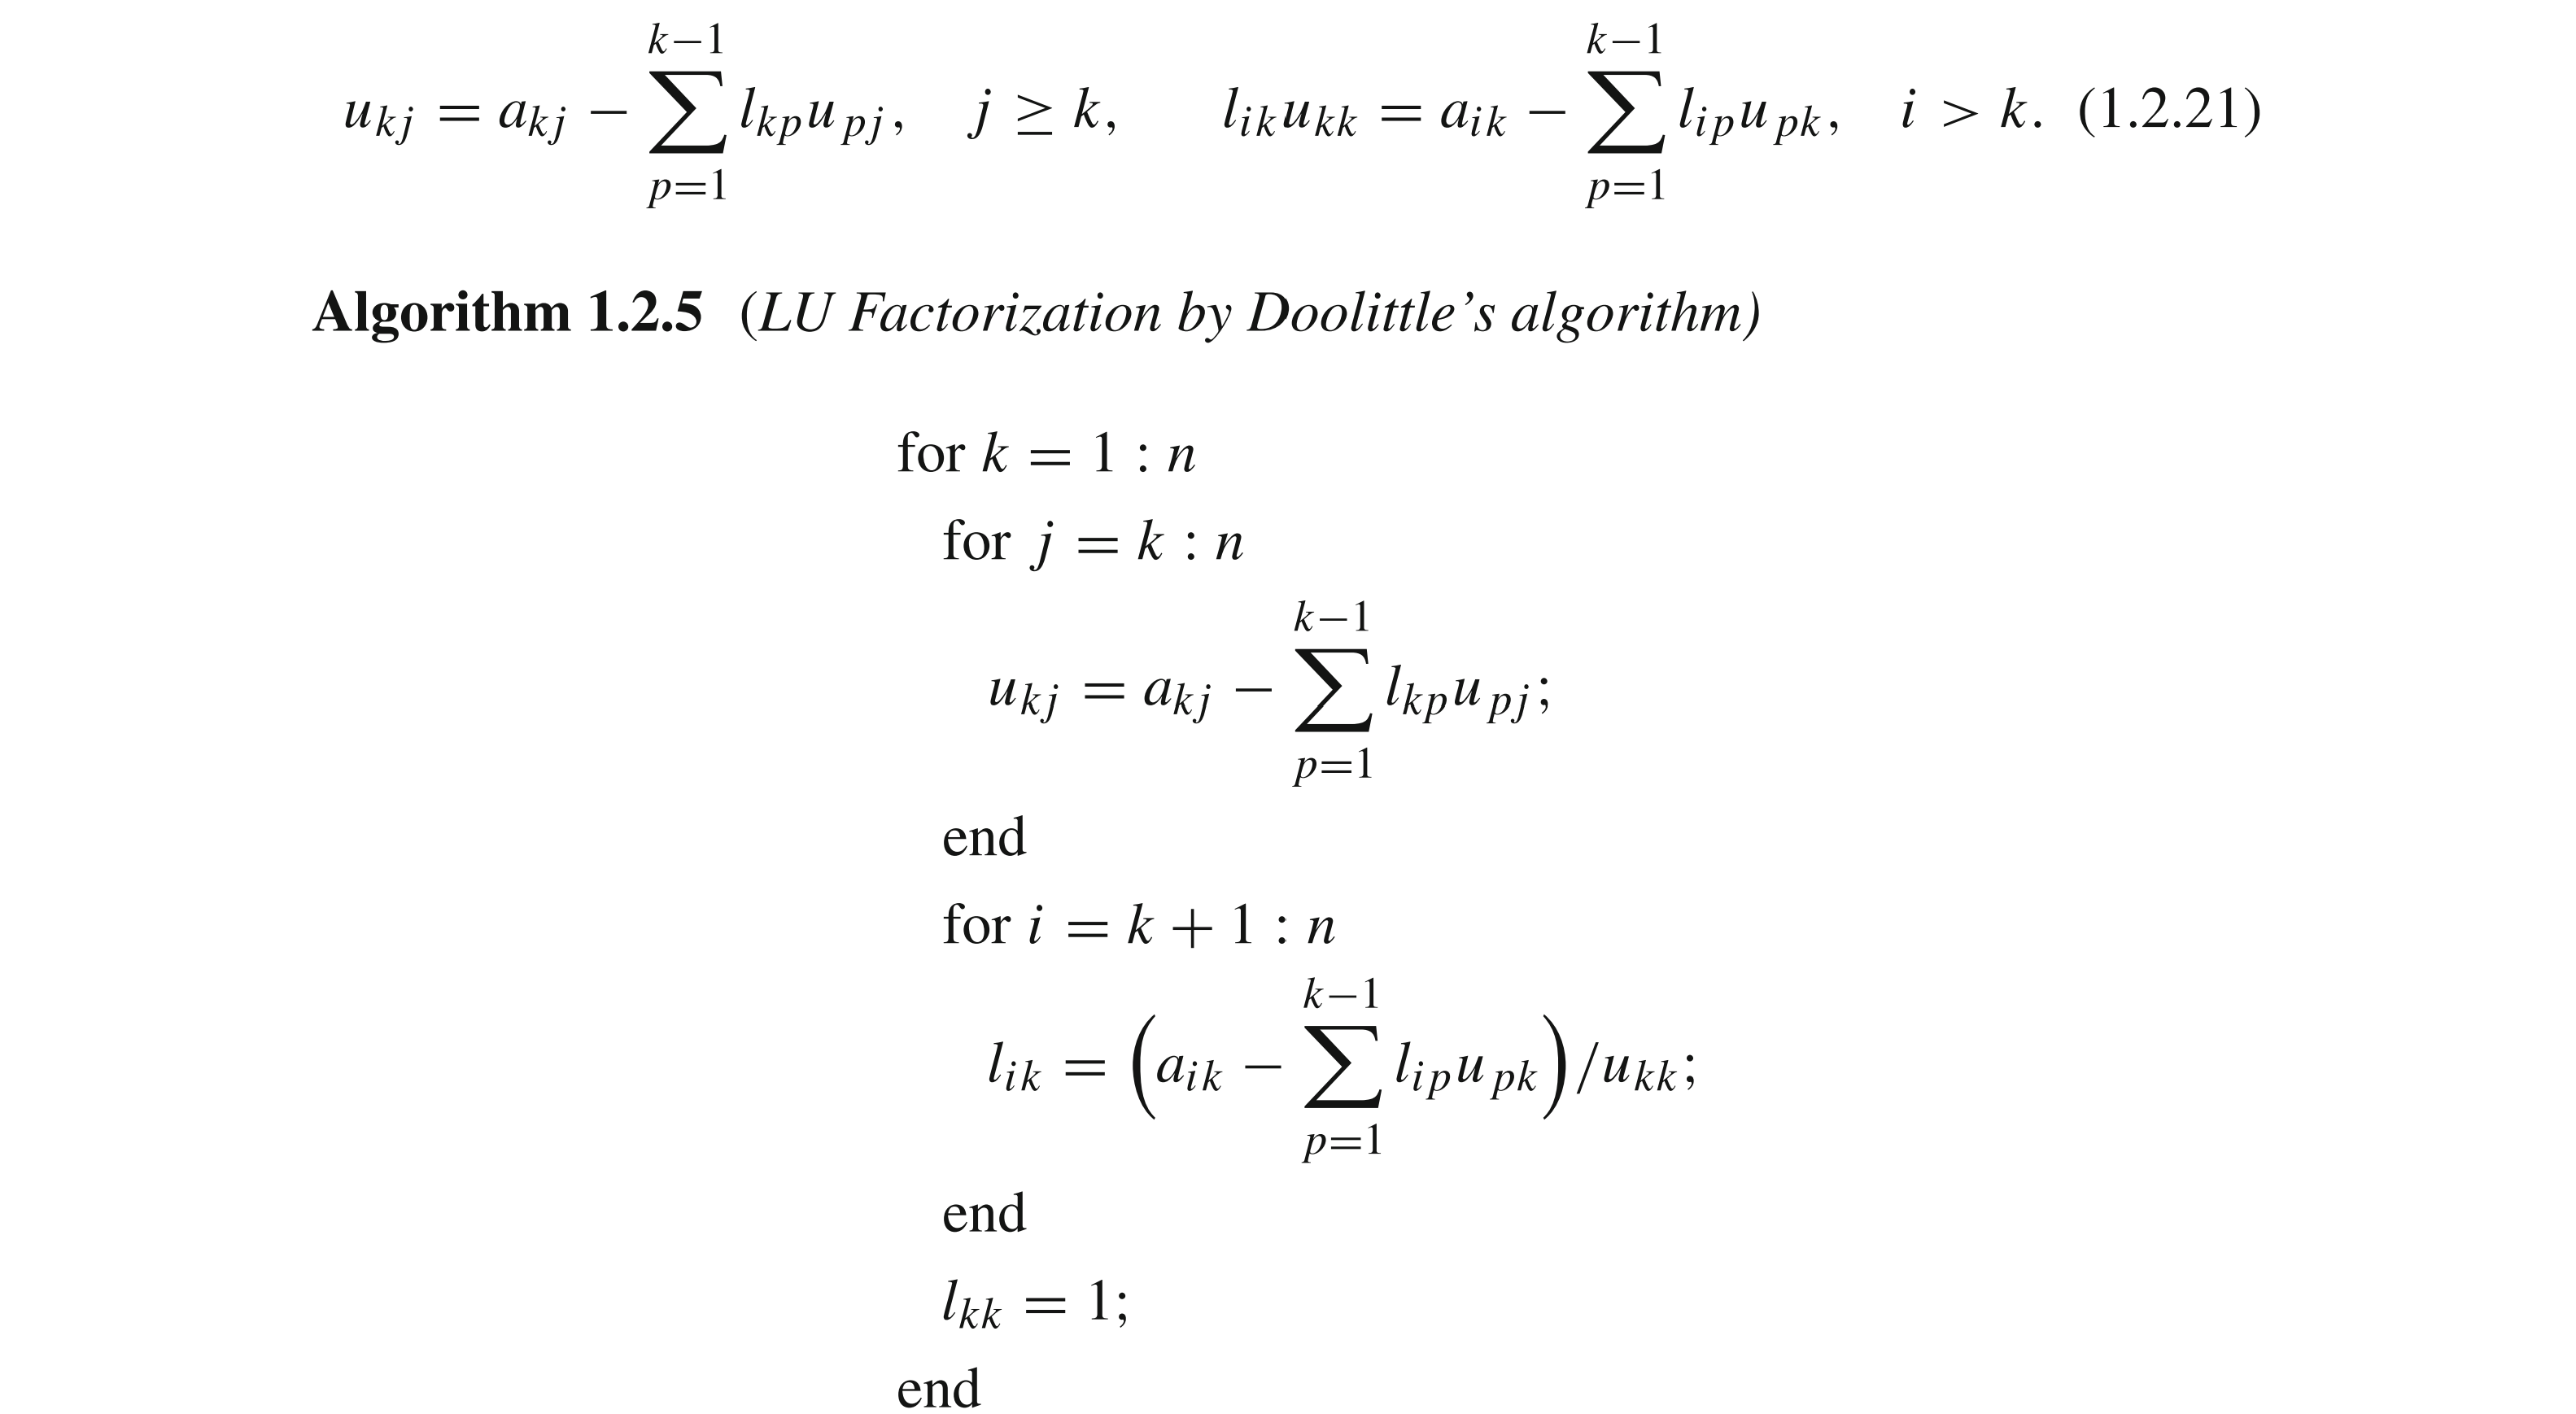 u_{kj} = a_{kj} − \sum_{p=1}^{k−1} l_{kp} u_{pj}, j ≥ k, l_{ik} u_{kk} = a_{ik} − \sum_{p=1}^{k−1} l_{ip} u_{pk}, i > k. (1.2.21)
Algorithm 1.2.5 (LU Factorization by Doolittle’s algorithm)
for k = 1 : n
for j = k : n
u_{kj} = a_{kj} − \sum_{p=1}^{k−1} l_{kp} u_{pj};
end
for i = k + 1 : n
l_{ik} = (a_{ik} − \sum_{p=1}^{k−1} l_{ip} u_{pk})/u_{kk};
end
l_{kk} = 1;
end